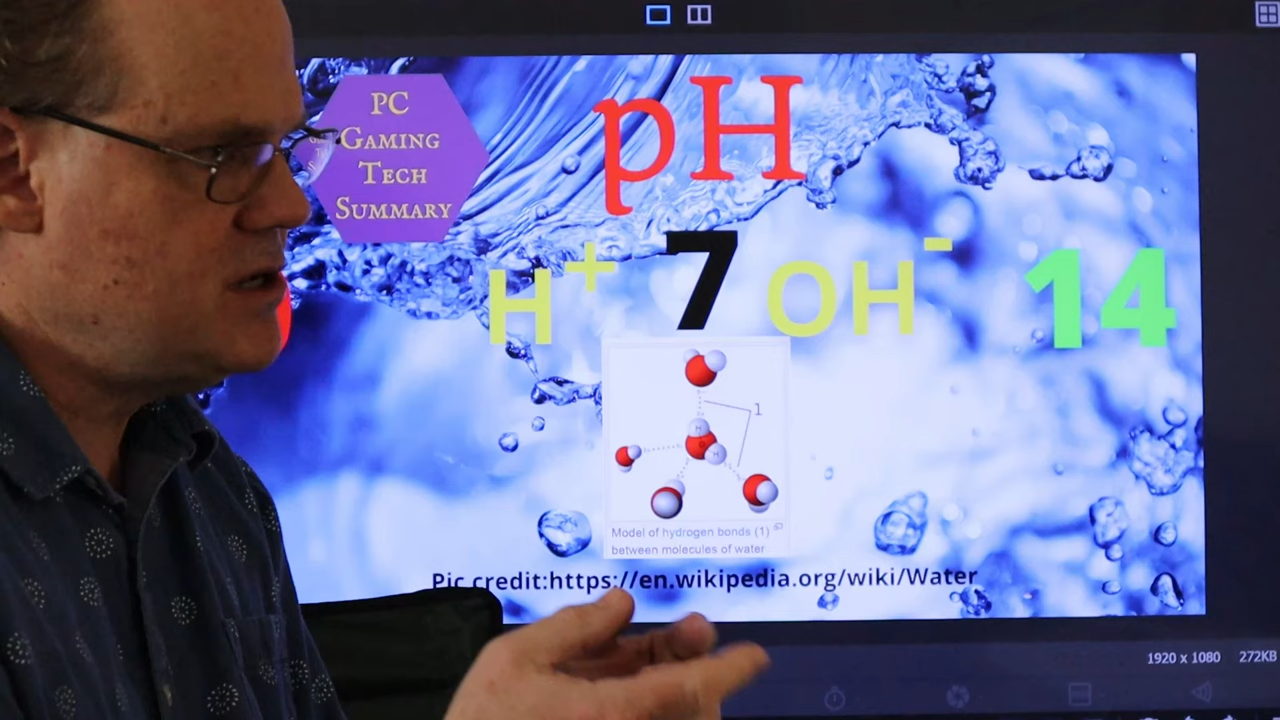 PC
GAMING
TECH
SUMMARY
pH
H+ 7 OH- 14
1
H
H
Model of hydrogen bonds (1)
between molecules of water
Pic credit:https://en.wikipedia.org/wiki/Water
1920 x 1080 272KB